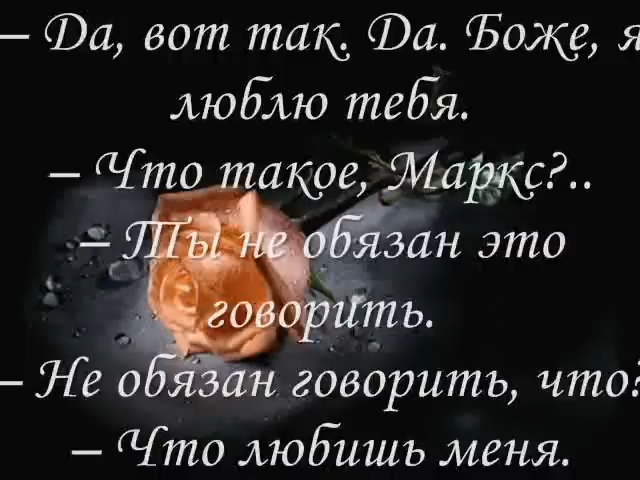 – Да, вот так. Да. Боже, я
люблю тебя.
– Что такое, Маркс?..
– Ты не обязан это
говорить.
– Не обязан говорить, что?
– Что любишь меня.